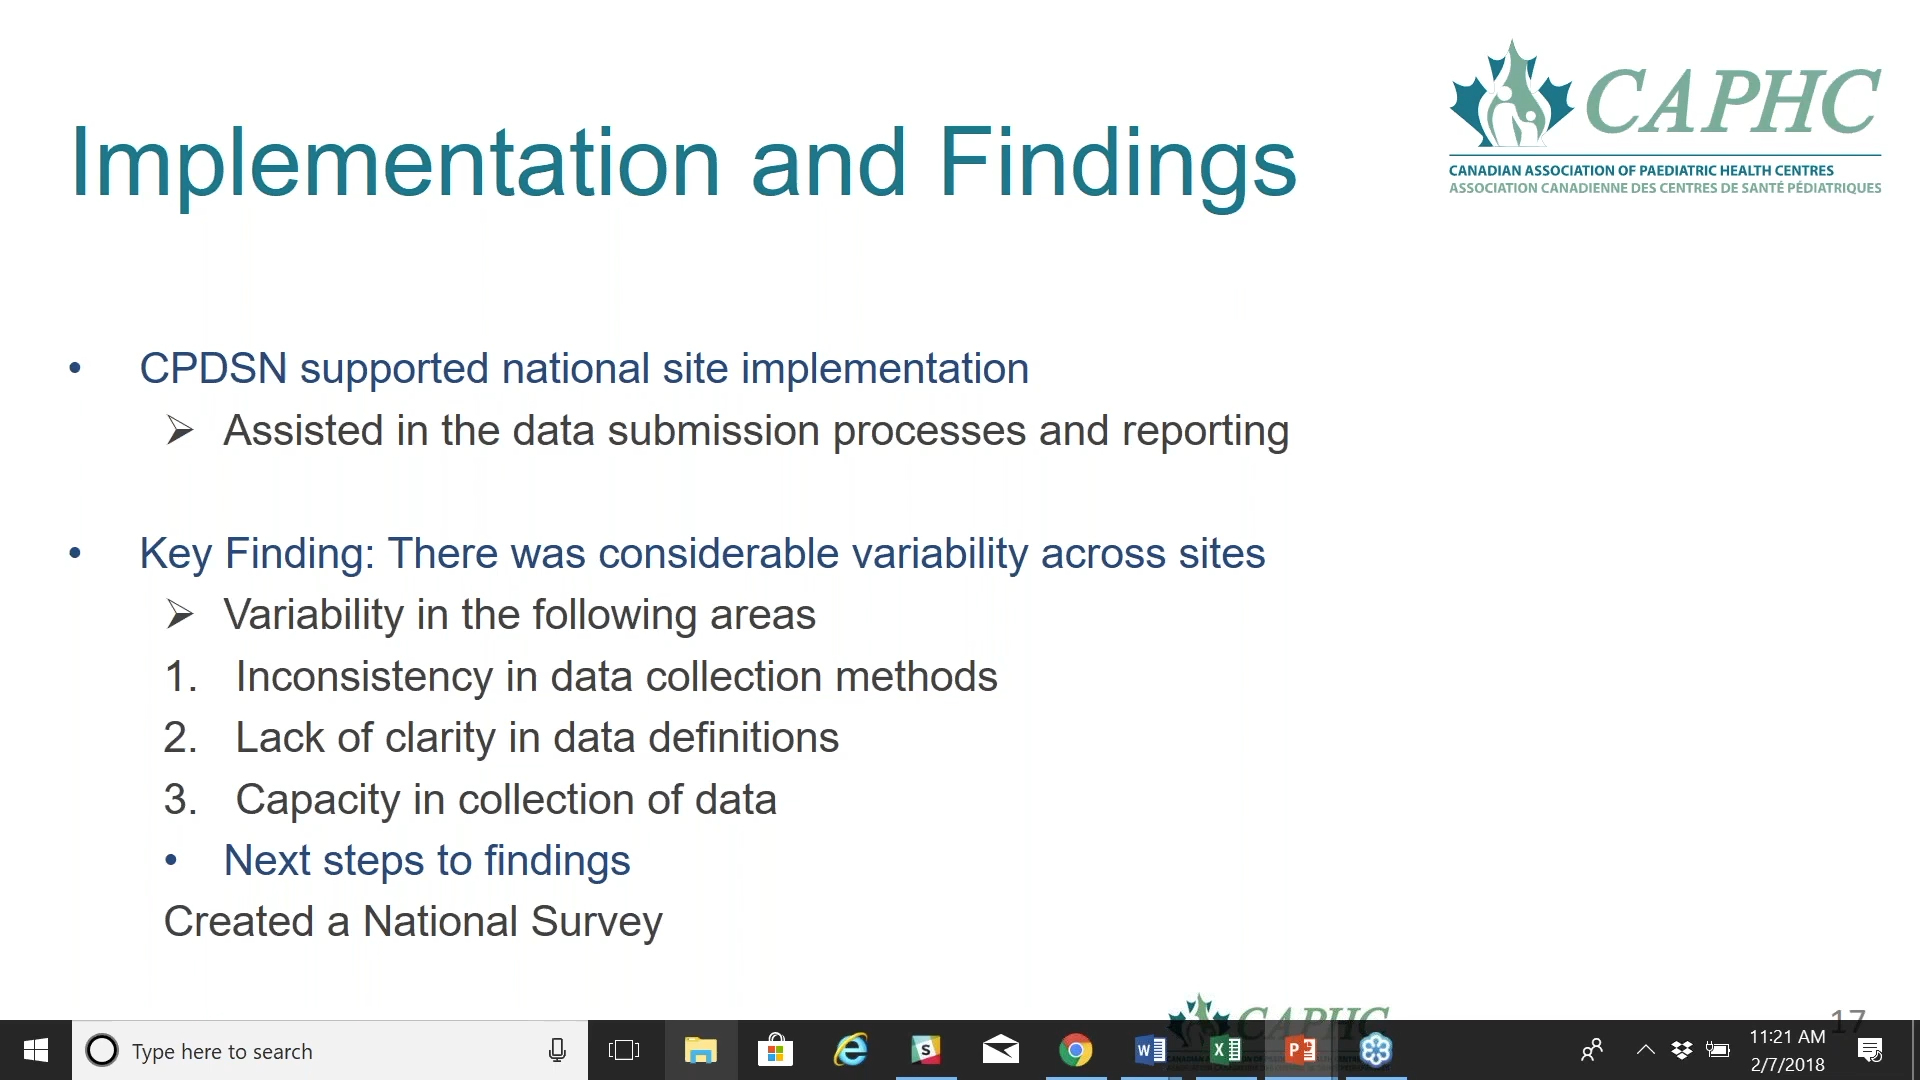 CAPHC
CANADIAN ASSOCIATION OF PAEDIATRIC HEALTH CENTRES
ASSOCIATION CANADIENNE DES CENTRES DE SANTÉ PÉDIATRIQUES
Implementation and Findings
• CPDSN supported national site implementation
➢ Assisted in the data submission processes and reporting
• Key Finding: There was considerable variability across sites
➢ Variability in the following areas
1. Inconsistency in data collection methods
2. Lack of clarity in data definitions
3. Capacity in collection of data
• Next steps to findings
Created a National Survey
CAPHC
17
Type here to search
11:21 AM
2/7/2018